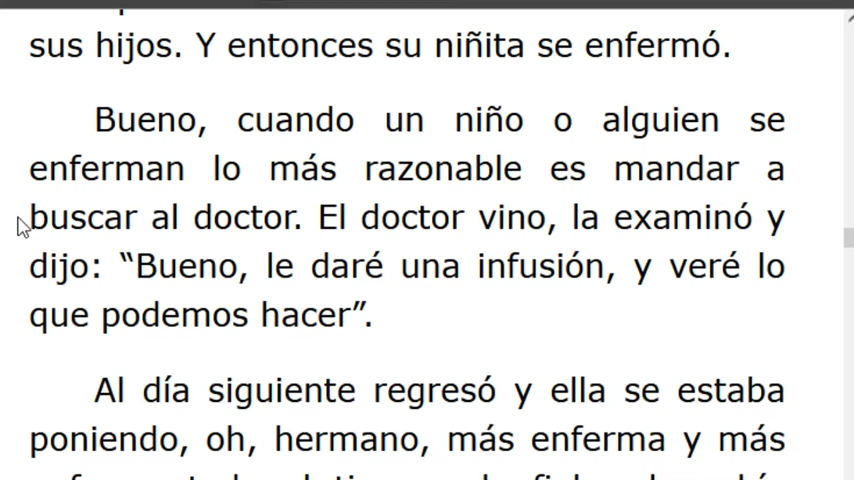 sus hijos. Y entonces su niñita se enfermó.
Bueno, cuando un niño o alguien se
enferman lo más razonable es mandar a
buscar al doctor. El doctor vino, la examinó y
dijo: “Bueno, le daré una infusión, y veré lo
que podemos hacer”.
Al día siguiente regresó y ella se estaba
poniendo, oh, hermano, más enferma y más